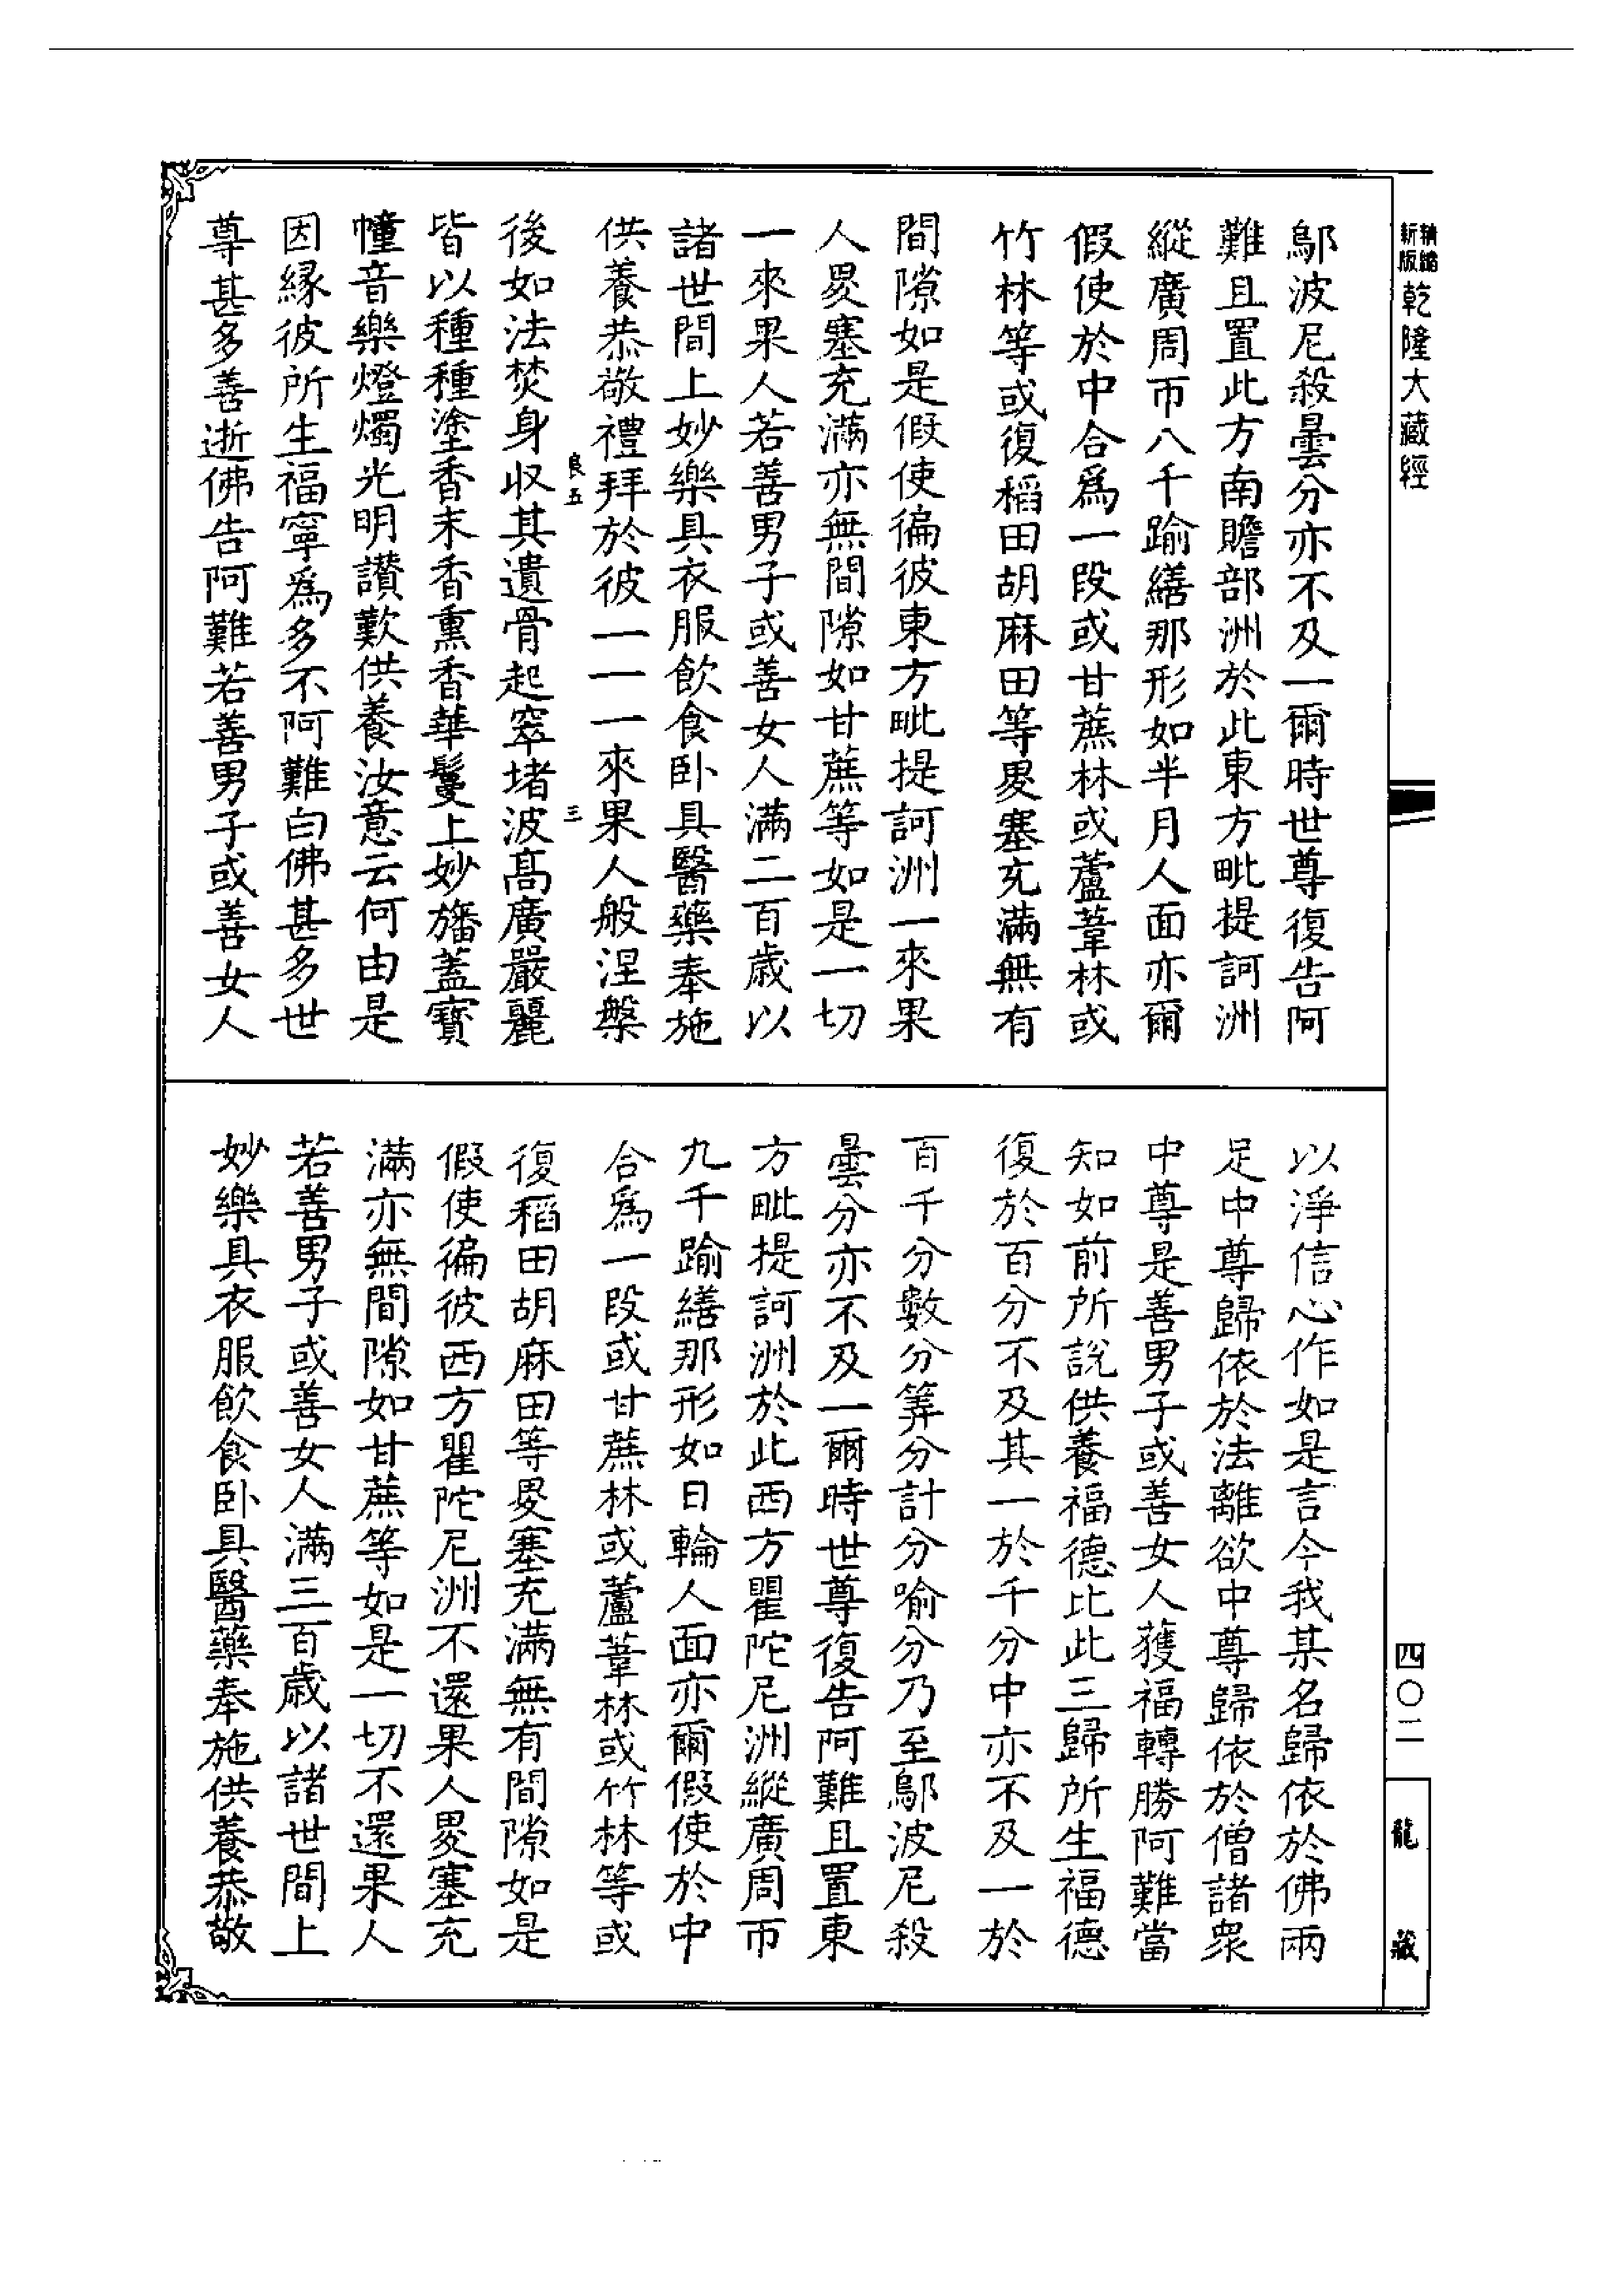 精縮新版乾隆大藏經
四〇二
龍藏
鄔波尼殺曇分亦不及一爾時世尊復告阿
難且置此方南贍部洲於此東方毗提訶洲
縱廣周帀八千踰繕那形如半月人面亦爾
假使於中合為一段或甘蔗林或蘆葦林或
竹林等或復稻田胡麻田等畟塞充滿無有
間隙如是假使徧彼東方毗提訶洲一來果
人畟塞充滿亦無間隙如甘蔗等如是一切
一來果人若善男子或善女人滿二百歲以
諸世間上妙樂具衣服飲食卧具醫藥奉施
供養恭敬禮拜於彼一一一來果人般涅槃
良五 三
後如法焚身收其遺骨起窣堵波髙廣嚴麗
皆以種種塗香末香熏香華鬘上妙旛蓋寶
幢音樂燈燭光明讚歎供養汝意云何由是
因緣彼所生福寧為多不阿難白佛甚多世
尊甚多善逝佛告阿難若善男子或善女人
以淨信心作如是言今我某名歸依於佛兩
足中尊歸依於法離欲中尊歸依於僧諸衆
中尊是善男子或善女人獲福轉勝阿難當
知如前所說供養福德比此三歸所生福德
復於百分不及其一於千分中亦不及一於
百千分數分筭分計分喻分乃至鄔波尼殺
曇分亦不及一爾時世尊復告阿難且置東
方毗提訶洲於此西方瞿陀尼洲縱廣周帀
九千踰繕那形如日輪人面亦爾假使於中
合為一段或甘蔗林或蘆葦林或竹林等或
復稻田胡麻田等畟塞充滿無有間隙如是
假使徧彼西方瞿陀尼洲不還果人畟塞充
滿亦無間隙如甘蔗等如是一切不還果人
若善男子或善女人滿三百歲以諸世間上
妙樂具衣服飲食卧具醫藥奉施供養恭敬